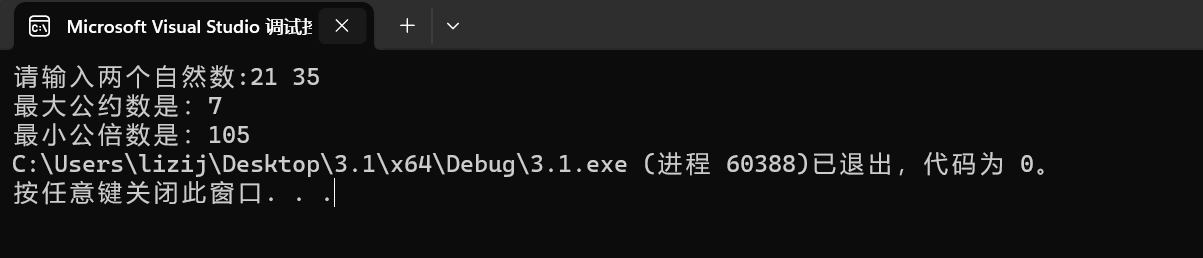 Microsoft Visual Studio 调试控
请输入两个自然数:21 35
最大公约数是: 7
最小公倍数是: 105
C:\Users\lizij\Desktop\3.1\x64\Debug\3.1.exe (进程 60388)已退出，代码为 0。
按任意键关闭此窗口. . .